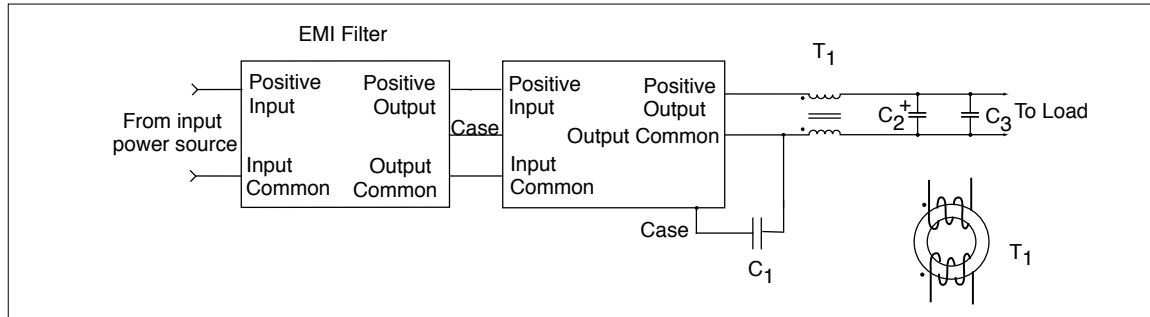 EMI Filter
T1
Positive Input
Positive Output
Positive Input
Positive Output
From input power source
Case
Output Common
C2 +
C3
To Load
Input Common
Output Common
Input Common
Case
C1
T1